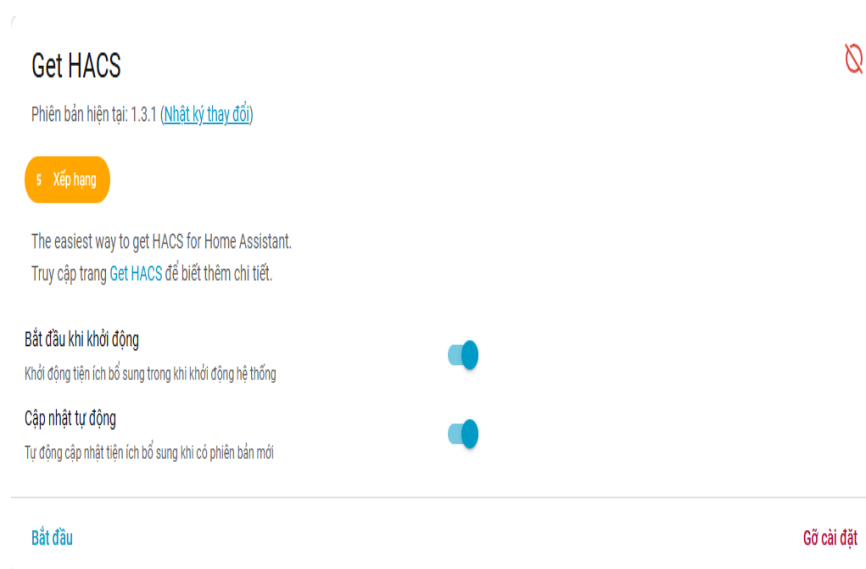 Get HACS
Phiên bản hiện tại: 1.3.1 (Nhật ký thay đổi)
5 Xếp hạng
The easiest way to get HACS for Home Assistant.
Truy cập trang Get HACS để biết thêm chi tiết.
Bắt đầu khi khởi động
Khởi động tiện ích bổ sung trong khi khởi động hệ thống
Cập nhật tự động
Tự động cập nhật tiện ích bổ sung khi có phiên bản mới
Bắt đầu
Gỡ cài đặt